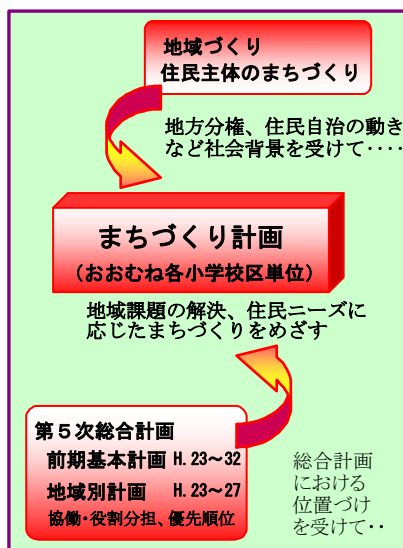 地域づくり
住民主体のまちづくり
地方分権、住民自治の動き
など社会背景を受けて････
まちづくり計画
（おおむね各小学校区単位）
地域課題の解決、住民ニーズに
応じたまちづくりをめざす
第５次総合計画
前期基本計画 H.23～32
地域別計画 H.23～27
協働・役割分担、優先順位
総合計画
における
位置づけ
を受けて‥